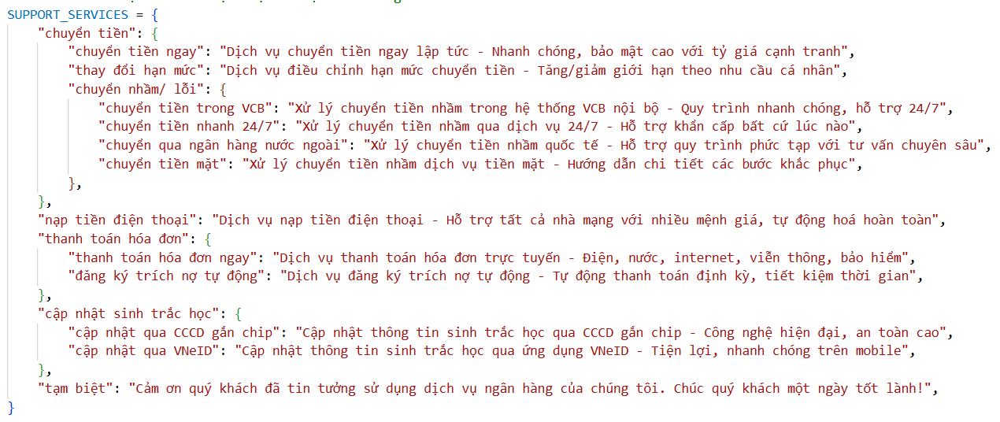 SUPPORT_SERVICES = {
    "chuyển tiền": {
        "chuyển tiền ngay": "Dịch vụ chuyển tiền ngay lập tức - Nhanh chóng, bảo mật cao với tỷ giá cạnh tranh",
        "thay đổi hạn mức": "Dịch vụ điều chỉnh hạn mức chuyển tiền - Tăng/giảm giới hạn theo nhu cầu cá nhân",
        "chuyển nhầm/ lỗi": {
            "chuyển tiền trong VCB": "Xử lý chuyển tiền nhầm trong hệ thống VCB nội bộ - Quy trình nhanh chóng, hỗ trợ 24/7",
            "chuyển tiền nhanh 24/7": "Xử lý chuyển tiền nhầm qua dịch vụ 24/7 - Hỗ trợ khẩn cấp bất cứ lúc nào",
            "chuyển qua ngân hàng nước ngoài": "Xử lý chuyển tiền nhầm quốc tế - Hỗ trợ quy trình phức tạp với tư vấn chuyên sâu",
            "chuyển tiền mặt": "Xử lý chuyển tiền nhầm dịch vụ tiền mặt - Hướng dẫn chi tiết các bước khắc phục",
        },
    },
    "nạp tiền điện thoại": "Dịch vụ nạp tiền điện thoại - Hỗ trợ tất cả nhà mạng với nhiều mệnh giá, tự động hoá hoàn toàn",
    "thanh toán hóa đơn": {
        "thanh toán hóa đơn ngay": "Dịch vụ thanh toán hóa đơn trực tuyến - Điện, nước, internet, viễn thông, bảo hiểm",
        "đăng ký trích nợ tự động": "Dịch vụ đăng ký trích nợ tự động - Tự động thanh toán định kỳ, tiết kiệm thời gian",
    },
    "cập nhật sinh trắc học": {
        "cập nhật qua CCCD gắn chip": "Cập nhật thông tin sinh trắc học qua CCCD gắn chip - Công nghệ hiện đại, an toàn cao",
        "cập nhật qua VNeID": "Cập nhật thông tin sinh trắc học qua ứng dụng VNeID - Tiện lợi, nhanh chóng trên mobile",
    },
    "tạm biệt": "Cảm ơn quý khách đã tin tưởng sử dụng dịch vụ ngân hàng của chúng tôi. Chúc quý khách một ngày tốt lành!",
}